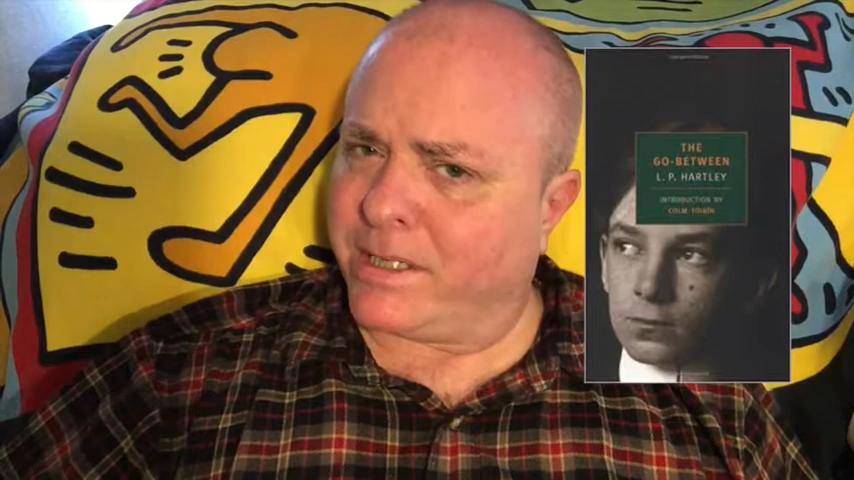 THE
GO-BETWEEN
L. P. HARTLEY
INTRODUCTION BY
COLM TÓIBÍN